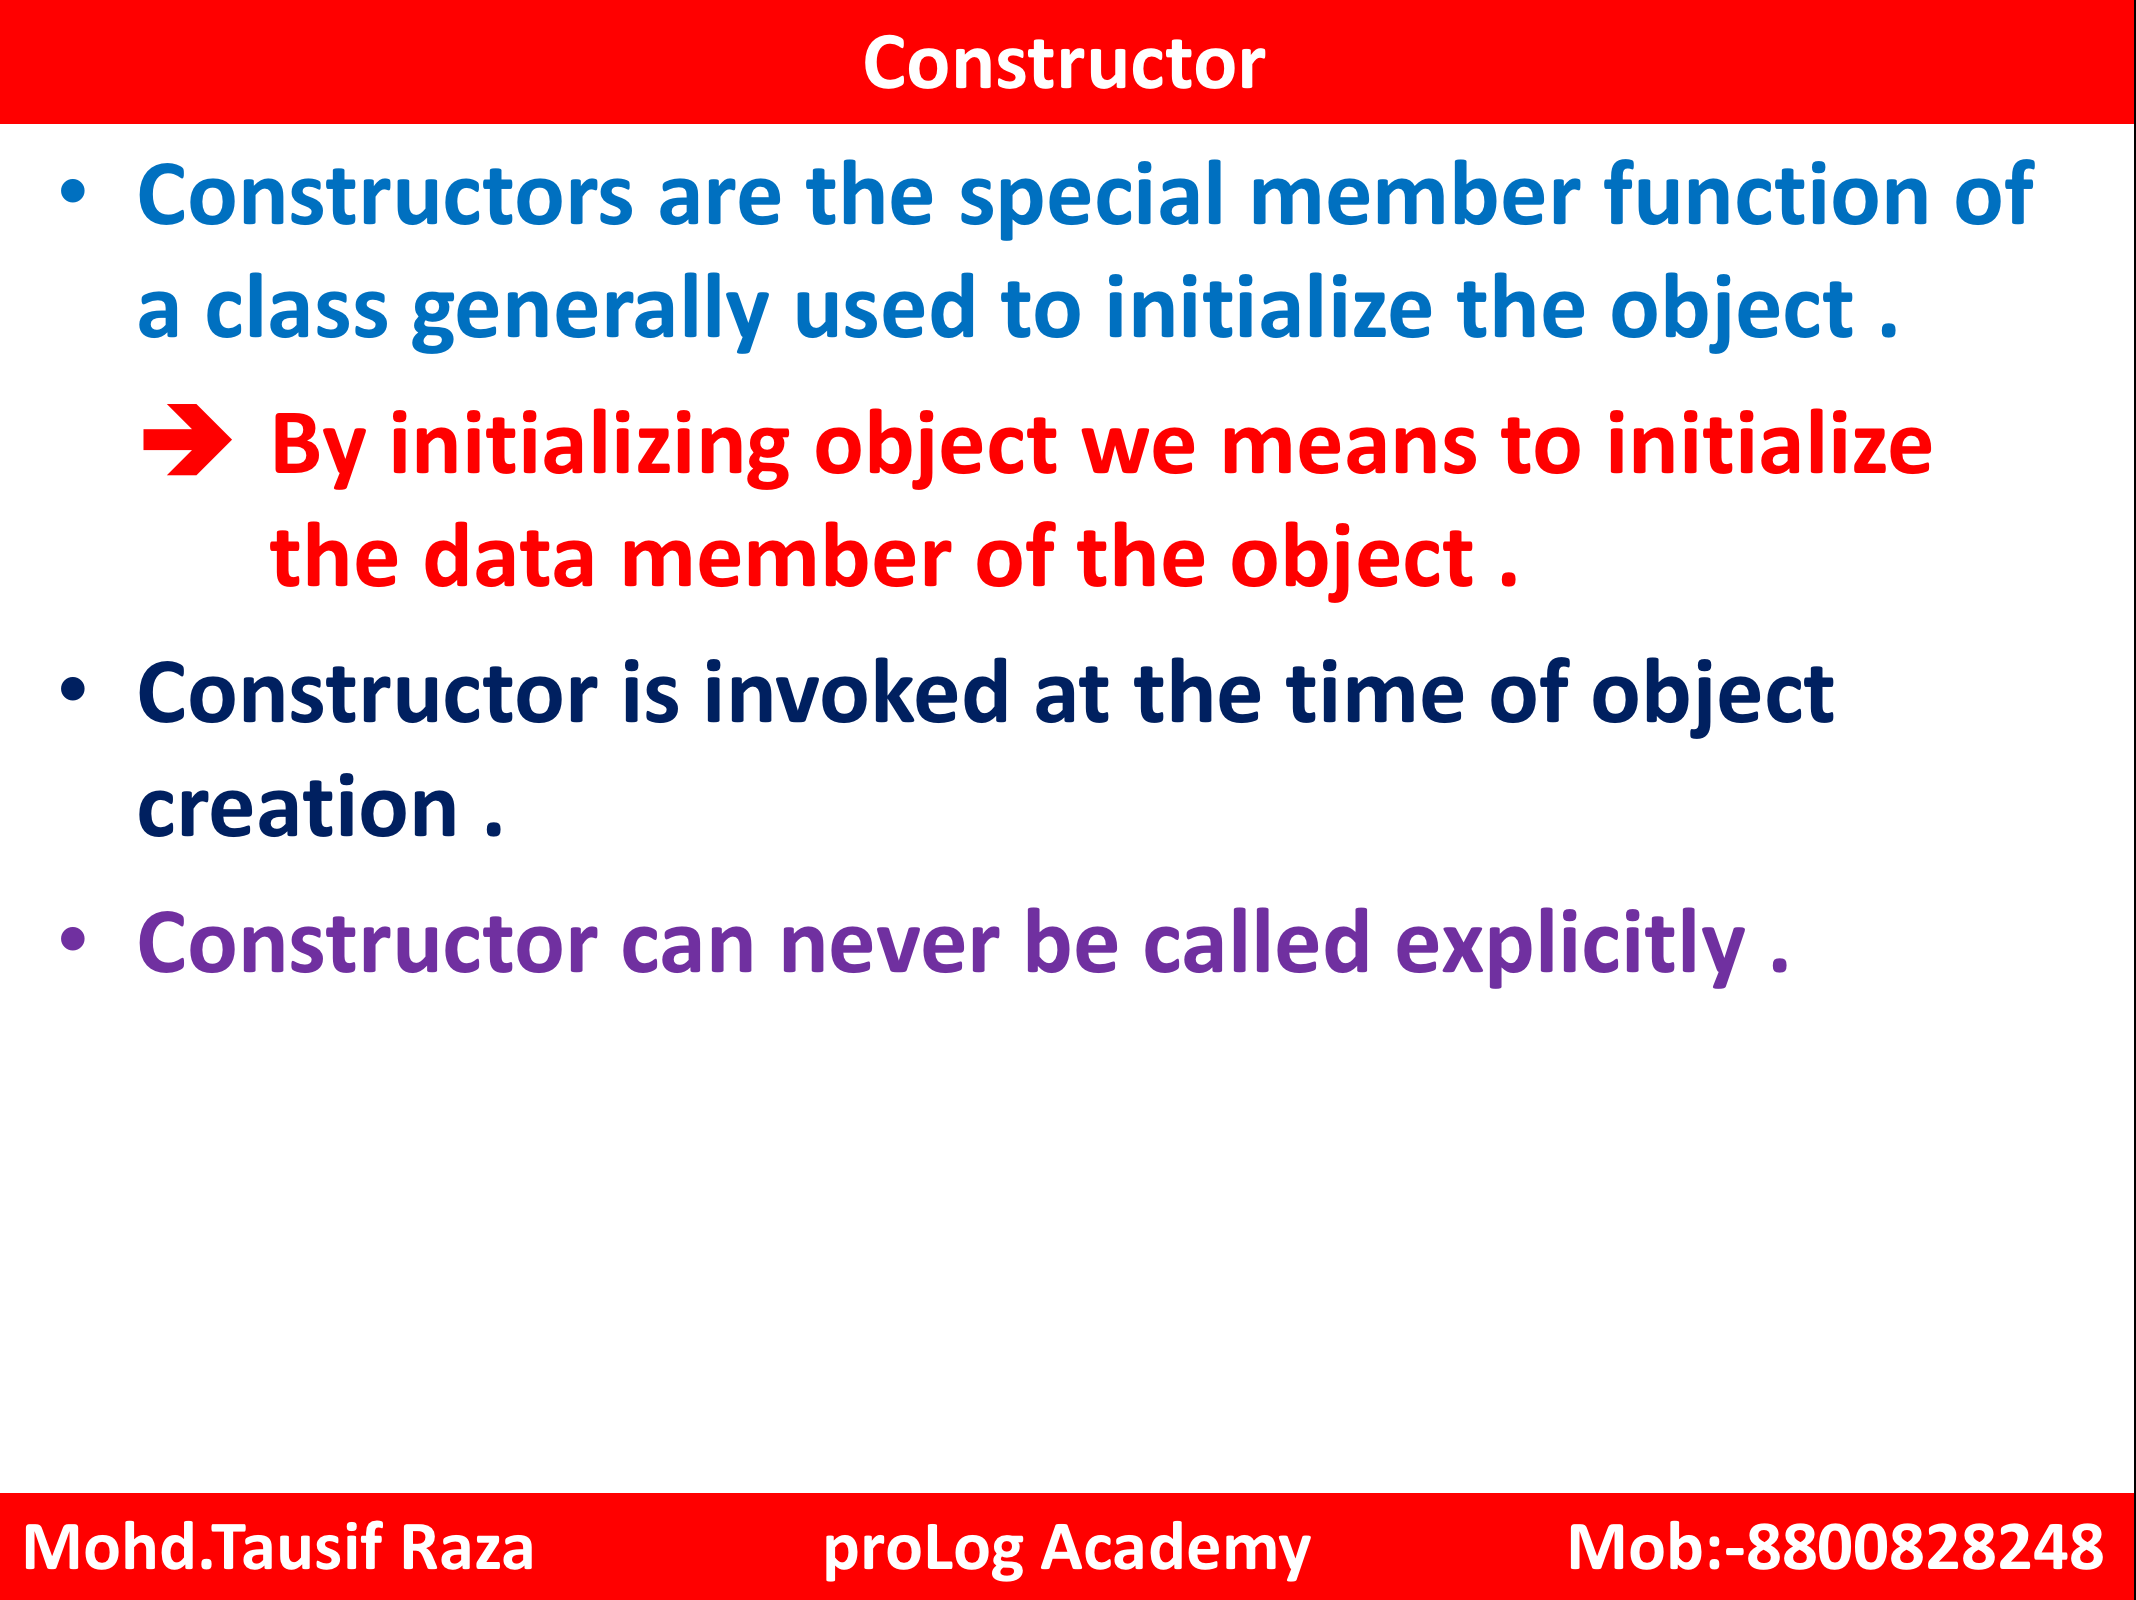 Constructor
• Constructors are the special member function of
a class generally used to initialize the object .
➔ By initializing object we means to initialize
the data member of the object .
• Constructor is invoked at the time of object
creation .
• Constructor can never be called explicitly .
Mohd.Tausif Raza proLog Academy Mob:-8800828248